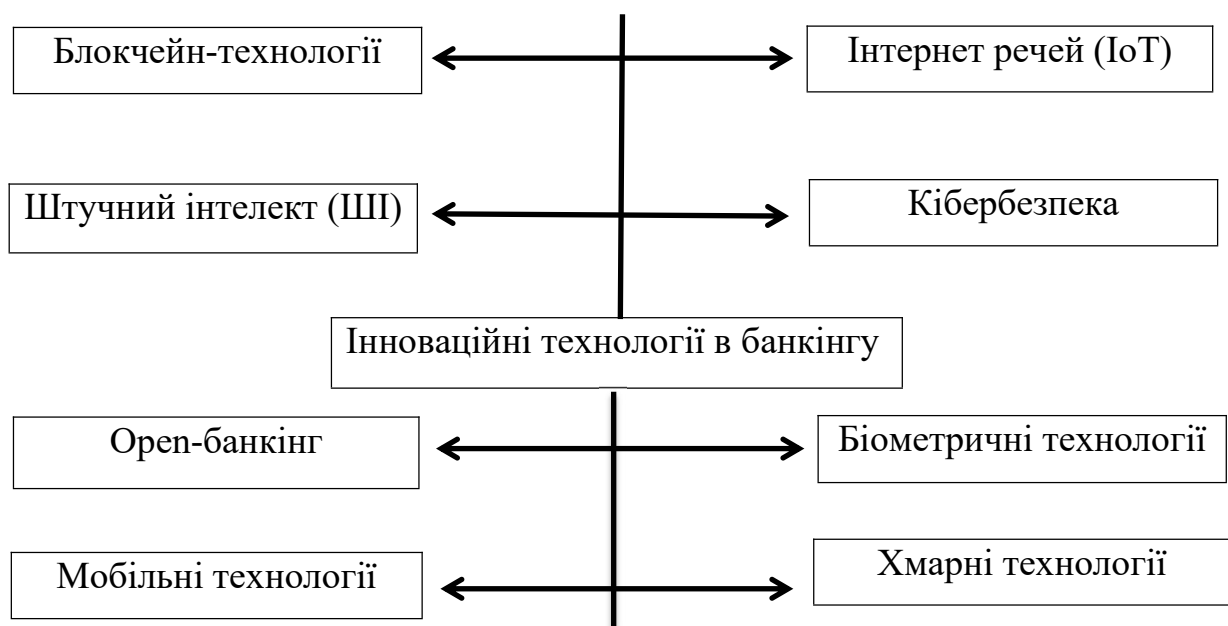 Блокчейн-технології
Інтернет речей (ІоТ)
Штучний інтелект (ШІ)
Кібербезпека
Інноваційні технології в банкінгу
Open-банкінг
Біометричні технології
Мобільні технології
Хмарні технології